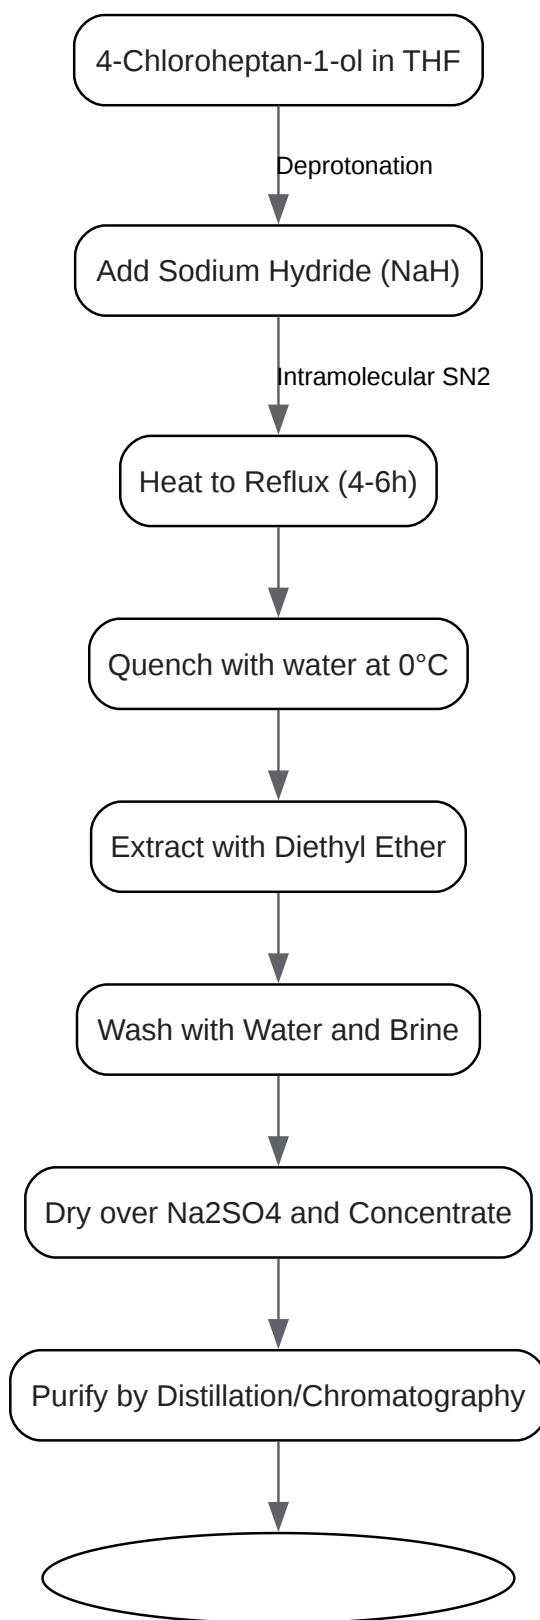 4-Chloroheptan-1-ol in THF
Deprotonation
Add Sodium Hydride (NaH)
Intramolecular SN2
Heat to Reflux (4-6h)
Quench with water at 0°C
Extract with Diethyl Ether
Wash with Water and Brine
Dry over Na2SO4 and Concentrate
Purify by Distillation/Chromatography